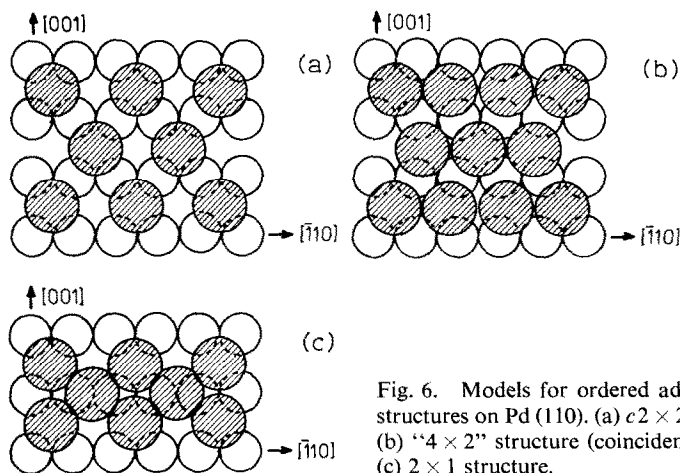 [001]
(a)
[1̄10]
[001]
(b)
[1̄10]
[001]
(c)
[1̄10]
Fig. 6. Models for ordered ad
structures on Pd (110). (a) c2 × 2
(b) "4 × 2" structure (coinciden
(c) 2 × 1 structure.